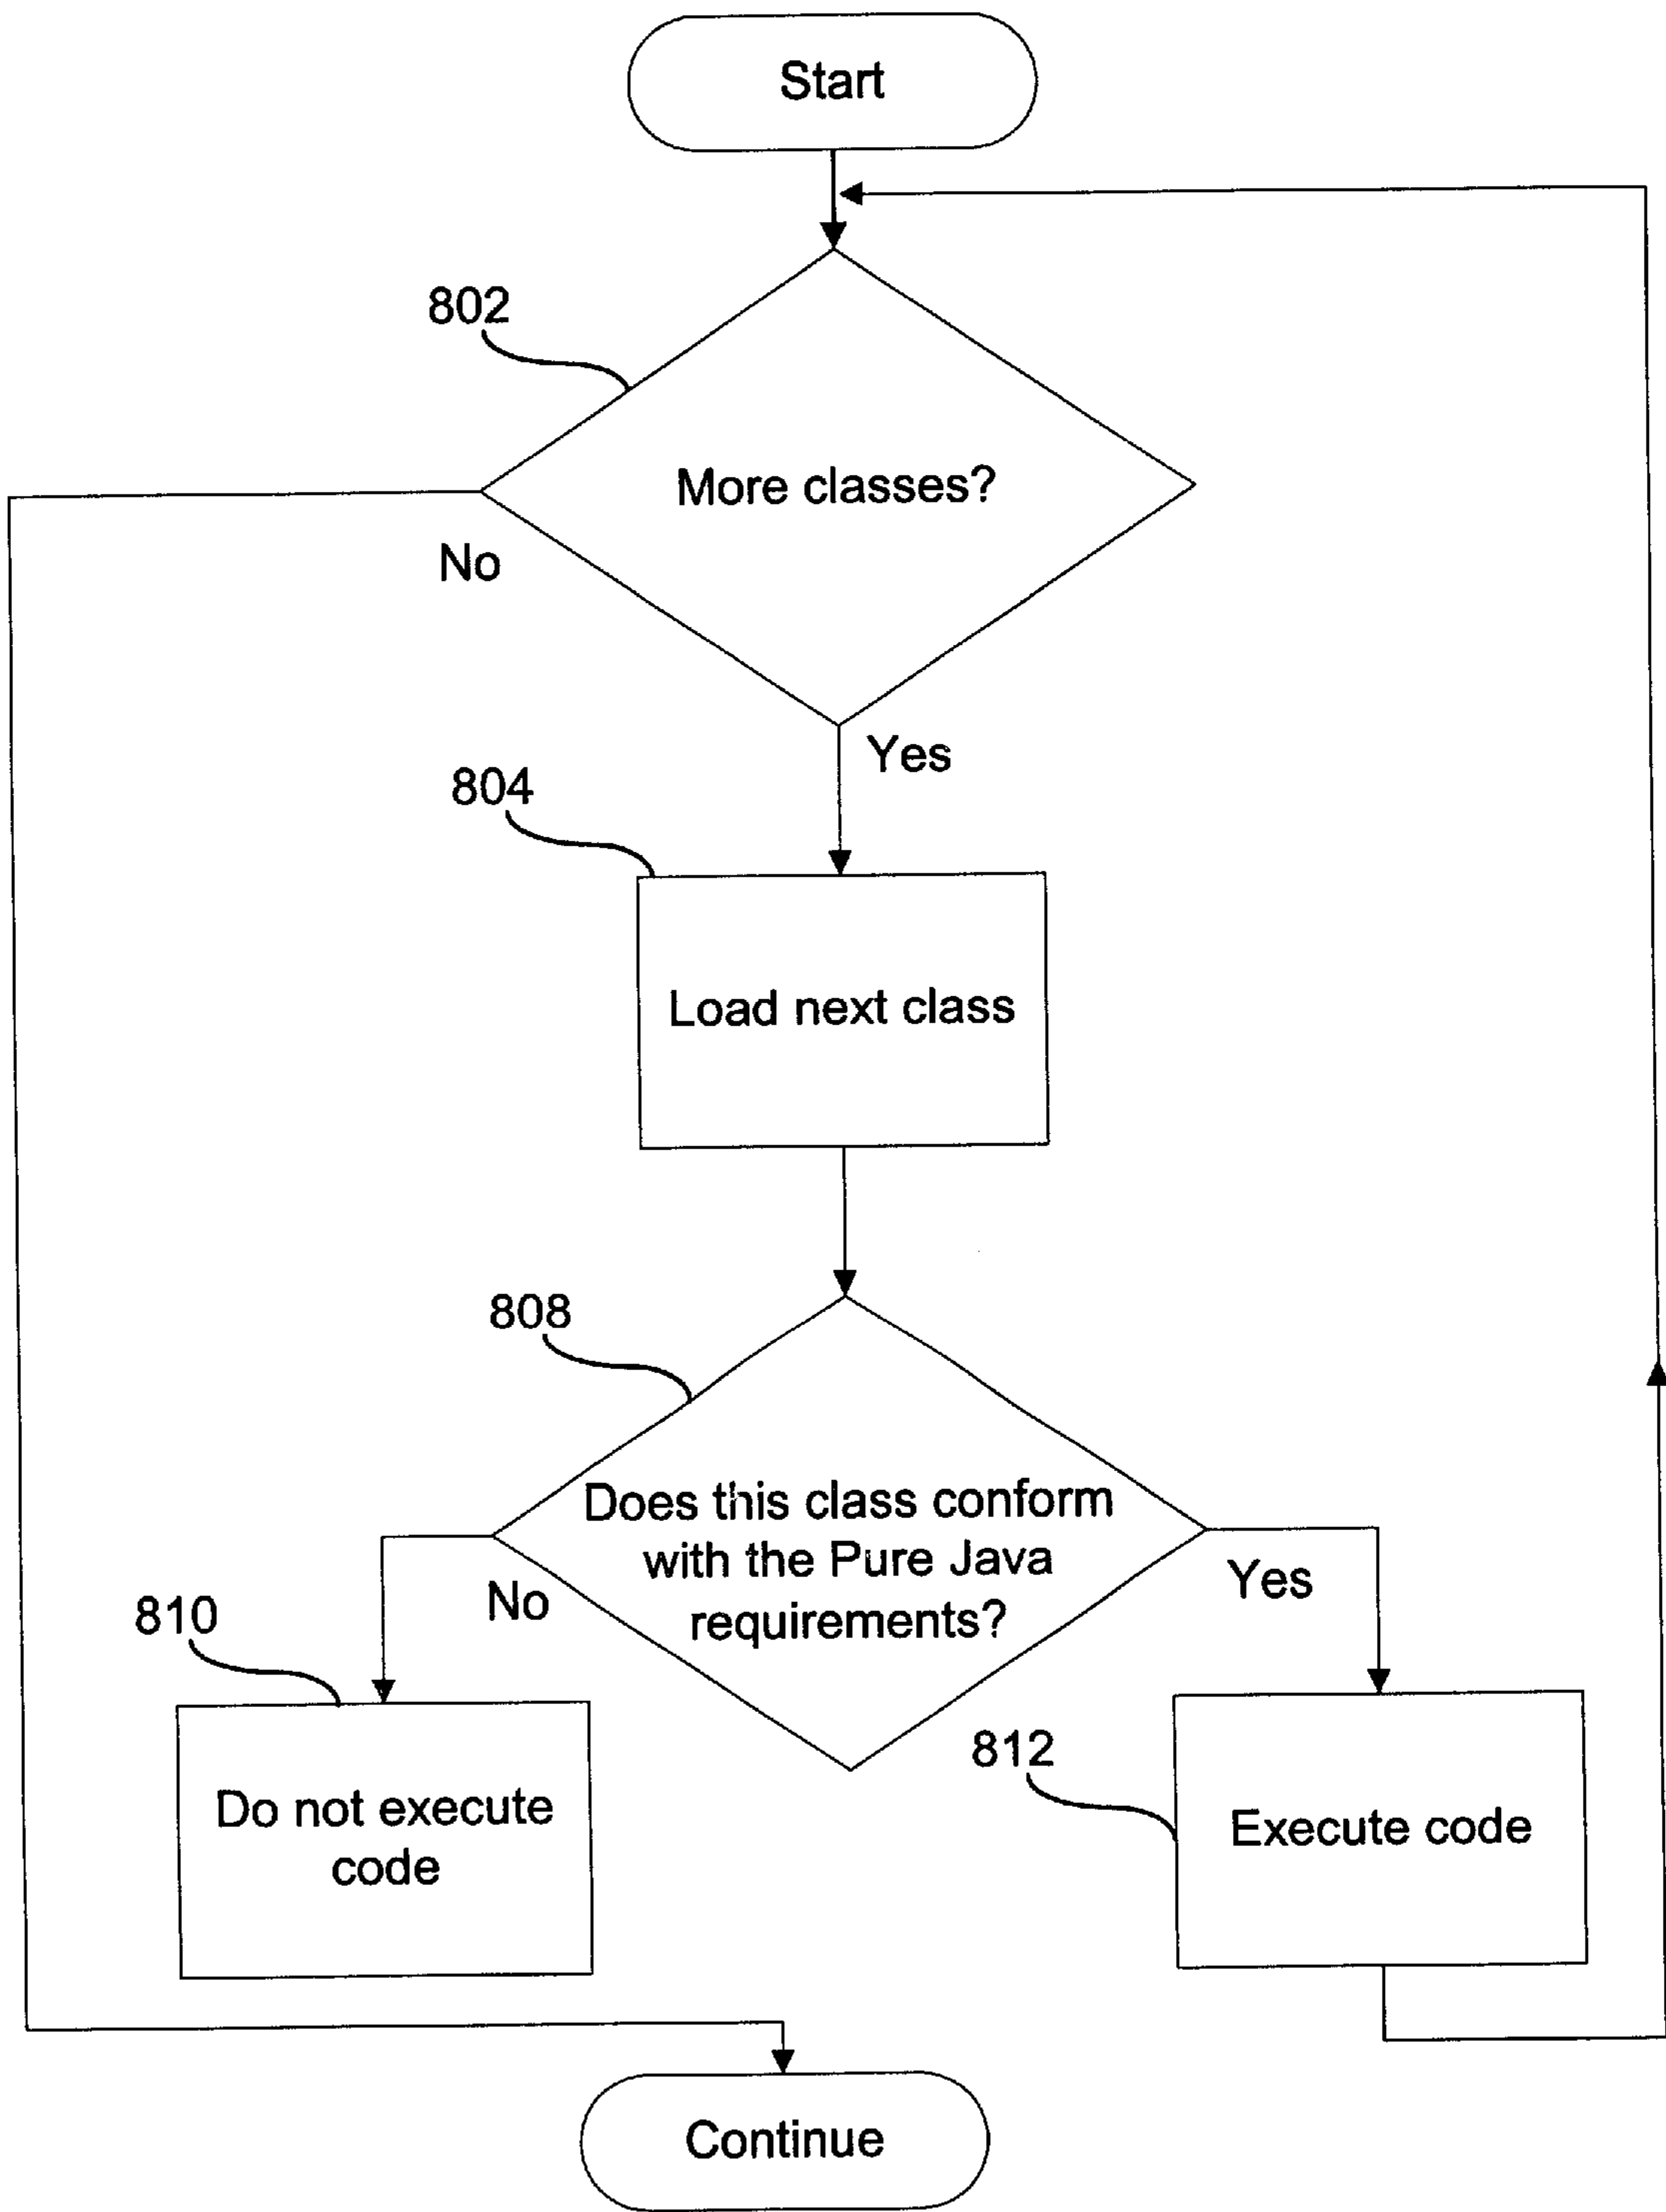 Start
802
More classes?
No
Yes
804
Load next class
808
Does this class conform
with the Pure Java
requirements?
No
Yes
810
812
Do not execute
code
Execute code
Continue